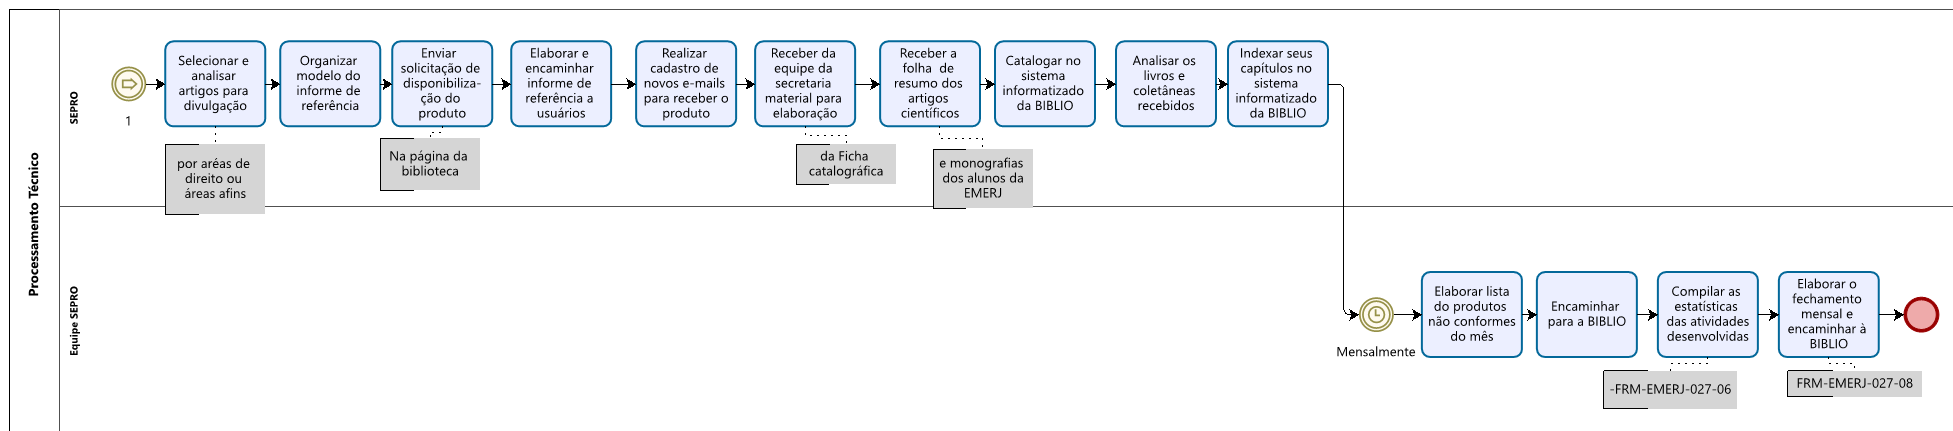 Processamento Técnico
SEPRO
1
Selecionar e
analisar
artigos para
divulgação
Organizar
modelo do
informe de
referência
Enviar
solicitação de
disponibiliza-
ção do
produto
Elaborar e
encaminhar
informe de
referência a
usuários
Realizar
cadastro de
novos e-mails
para receber o
produto
Receber da
equipe da
secretaria
material para
elaboração
Receber a
folha de
resumo dos
artigos
científicos
Catalogar no
sistema
informatizado
da BIBLIO
Analisar os
livros e
coletâneas
recebidos
Indexar seus
capítulos no
sistema
informatizado
da BIBLIO
por aréas de
direito ou
áreas afins
Na página da
biblioteca
da Ficha
catalográfica
e monografias
dos alunos da
EMERJ
Equipe SEPRO
Mensalmente
Elaborar lista
do produtos
não conformes
do mês
Encaminhar
para a BIBLIO
Compilar as
estatísticas
das atividades
desenvolvidas
Elaborar o
fechamento
mensal e
encaminhar à
BIBLIO
-FRM-EMERJ-027-06
FRM-EMERJ-027-08